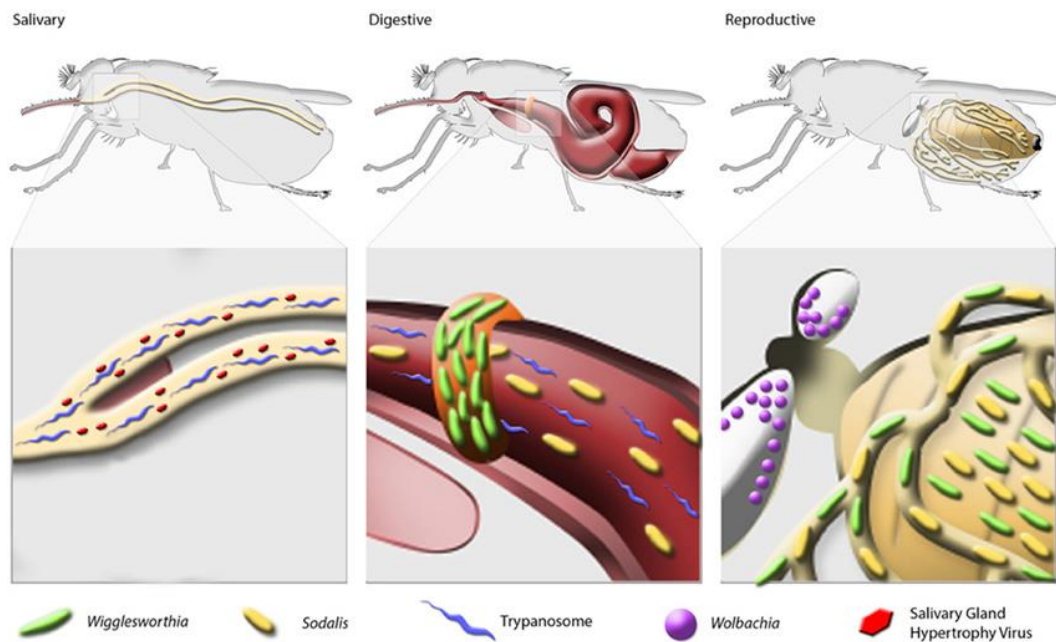 Salivary
Digestive
Reproductive
Wigglesworthia
Sodalis
Trypanosome
Wolbachia
Salivary Gland
Hypertrophy Virus